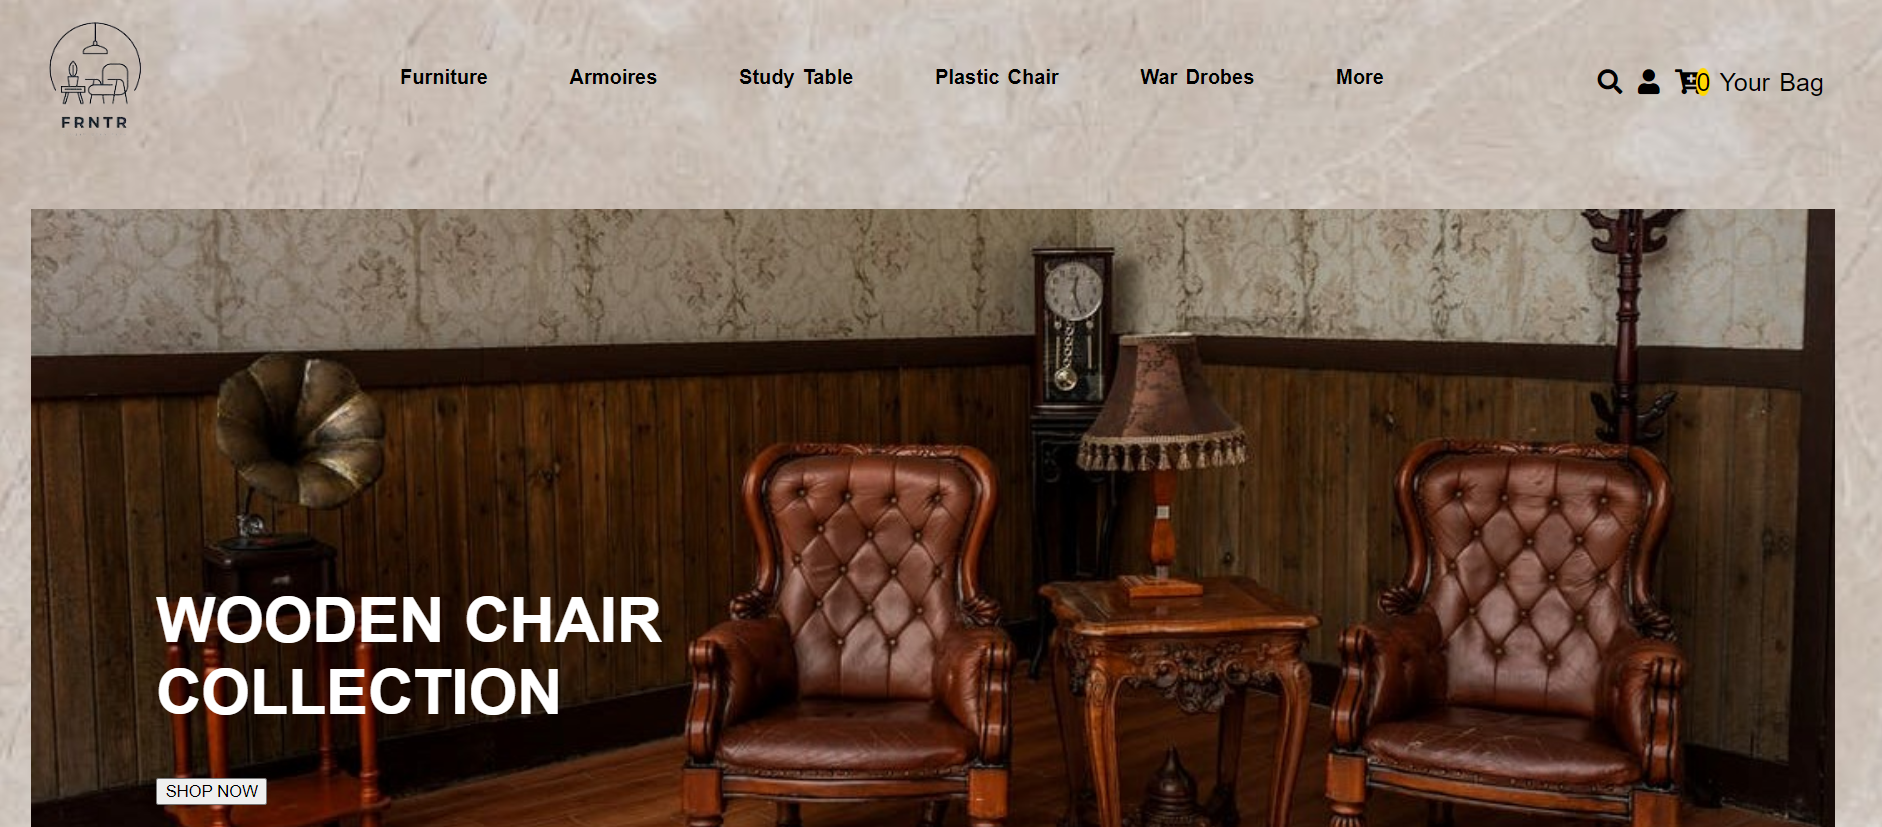 FRNTR
Furniture Armoires Study Table Plastic Chair War Drobes More
0 Your Bag
WOODEN CHAIR
COLLECTION
SHOP NOW